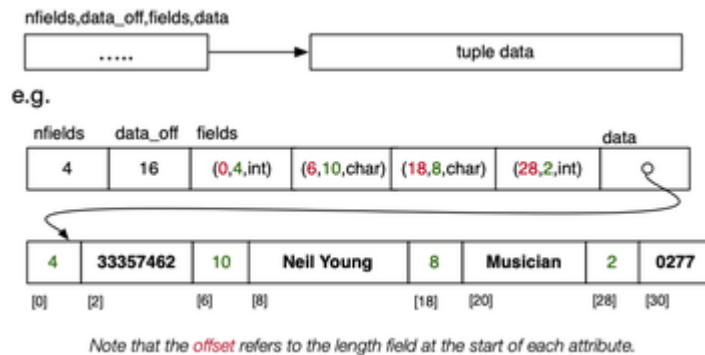 nfields,data_off,fields,data
..... tuple data
e.g.
nfields data_off fields data
4 16 (0,4,int) (6,10,char) (18,8,char) (28,2,int)
4 33357462 10 Neil Young 8 Musician 2 0277
[0] [2] [6] [8] [18] [20] [28] [30]
Note that the offset refers to the length field at the start of each attribute.